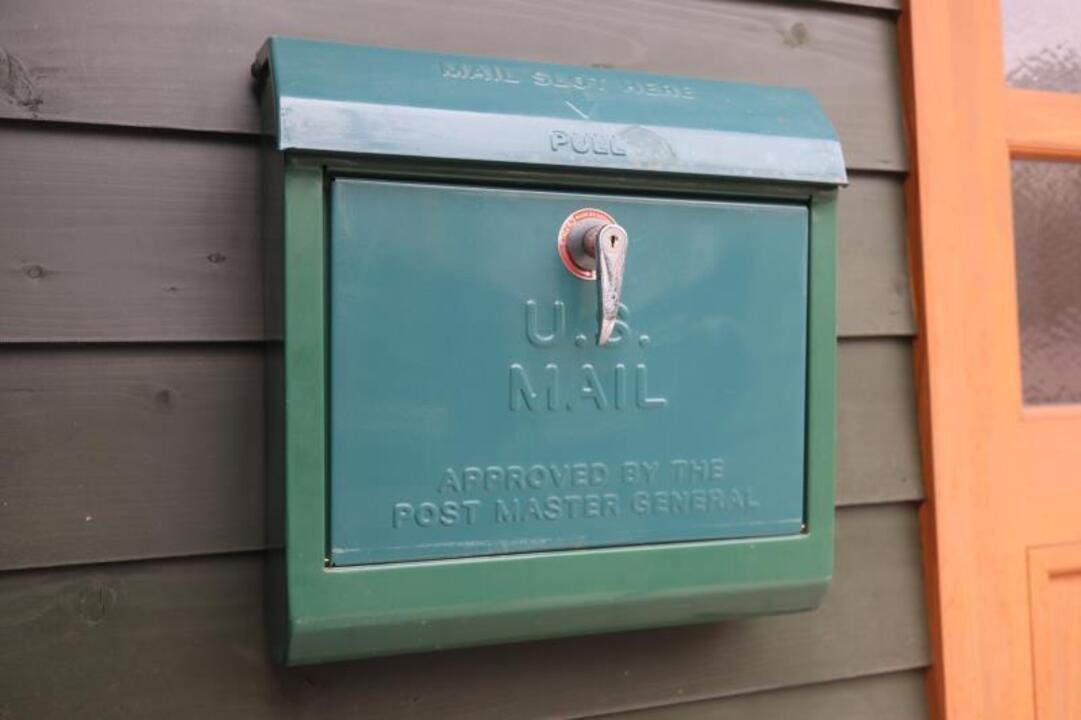 MAIL SLOT HERE
PULL
U.S.
MAIL
APPROVED BY THE
POST MASTER GENERAL